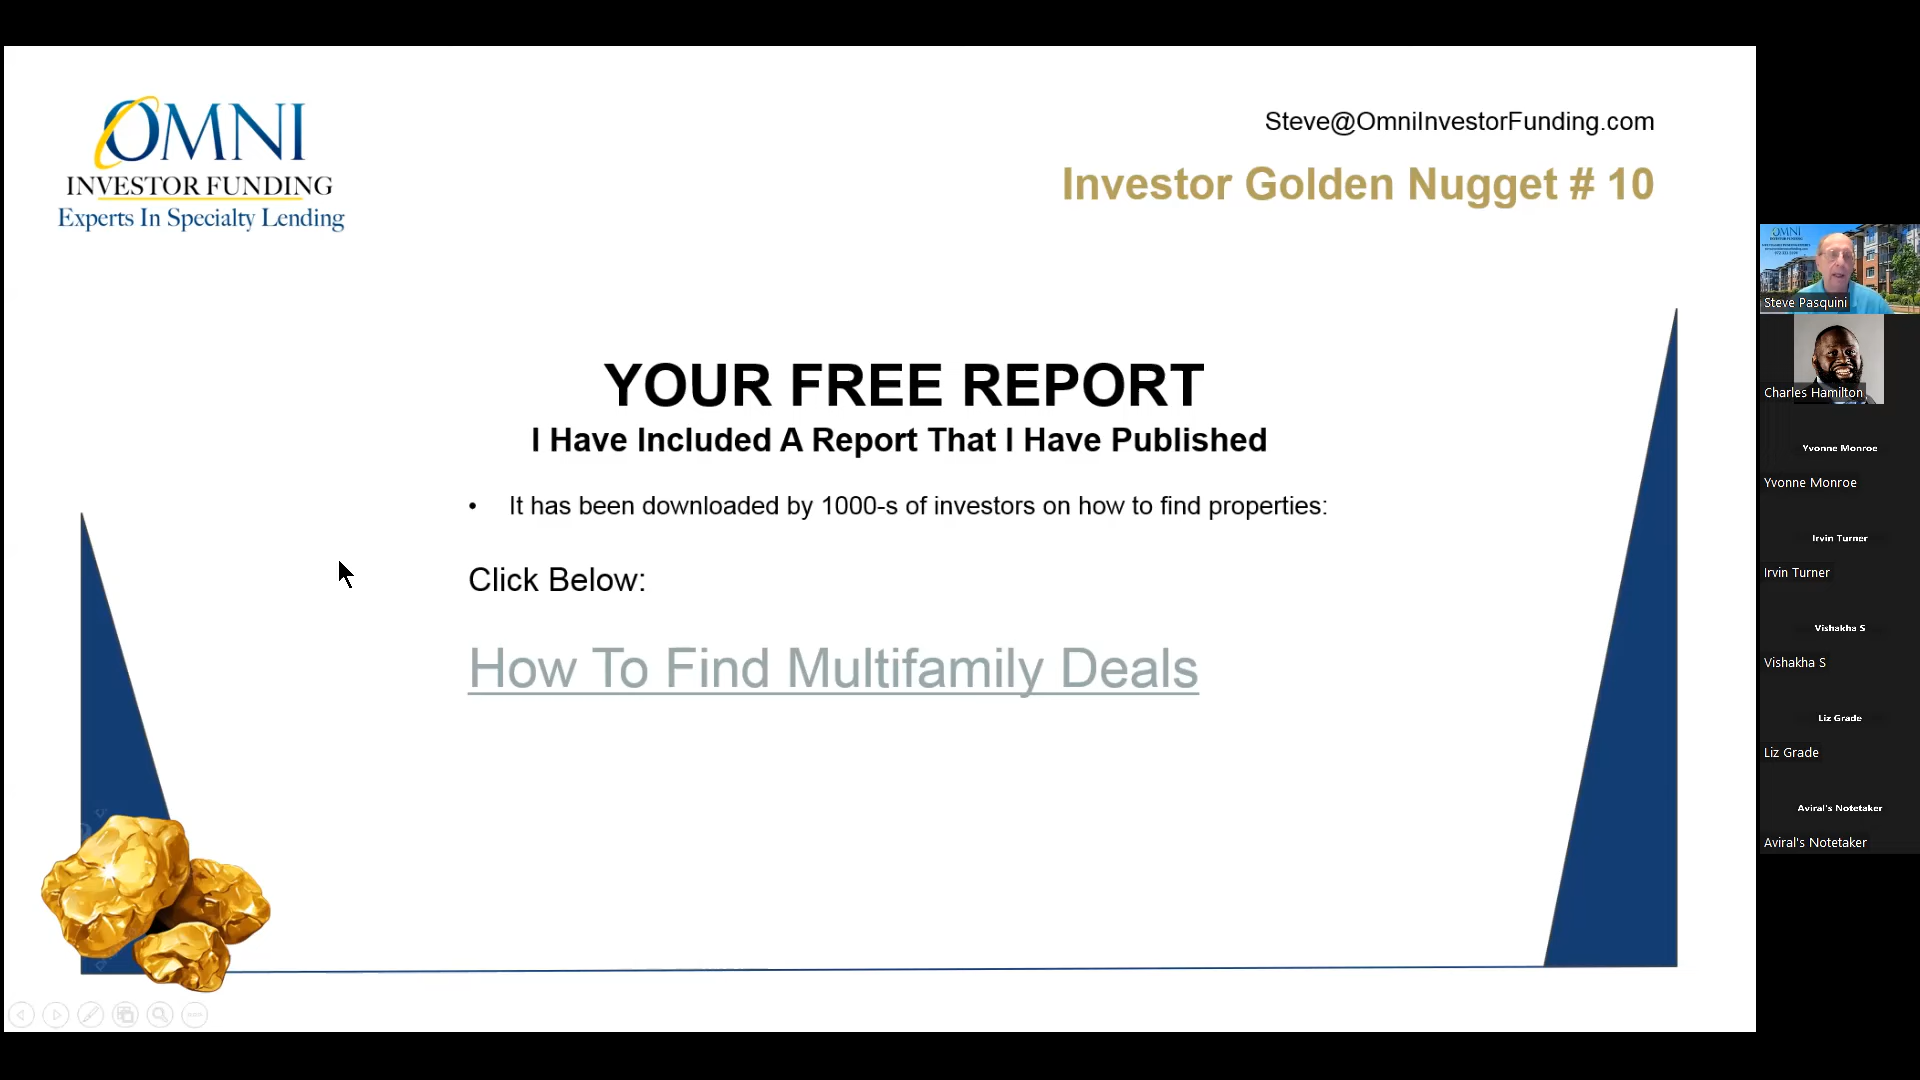 OMNI
INVESTOR FUNDING
Experts In Specialty Lending
Steve@OmniInvestorFunding.com
Investor Golden Nugget # 10
YOUR FREE REPORT
I Have Included A Report That I Have Published
• It has been downloaded by 1000-s of investors on how to find properties:
Click Below:
How To Find Multifamily Deals
OMNI
Steve Pasquini
Charles Hamilton
Yvonne Monroe
Yvonne Monroe
Irvin Turner
Irvin Turner
Vishakha S
Vishakha S
Liz Grade
Liz Grade
Aviral's Notetaker
Aviral's Notetaker